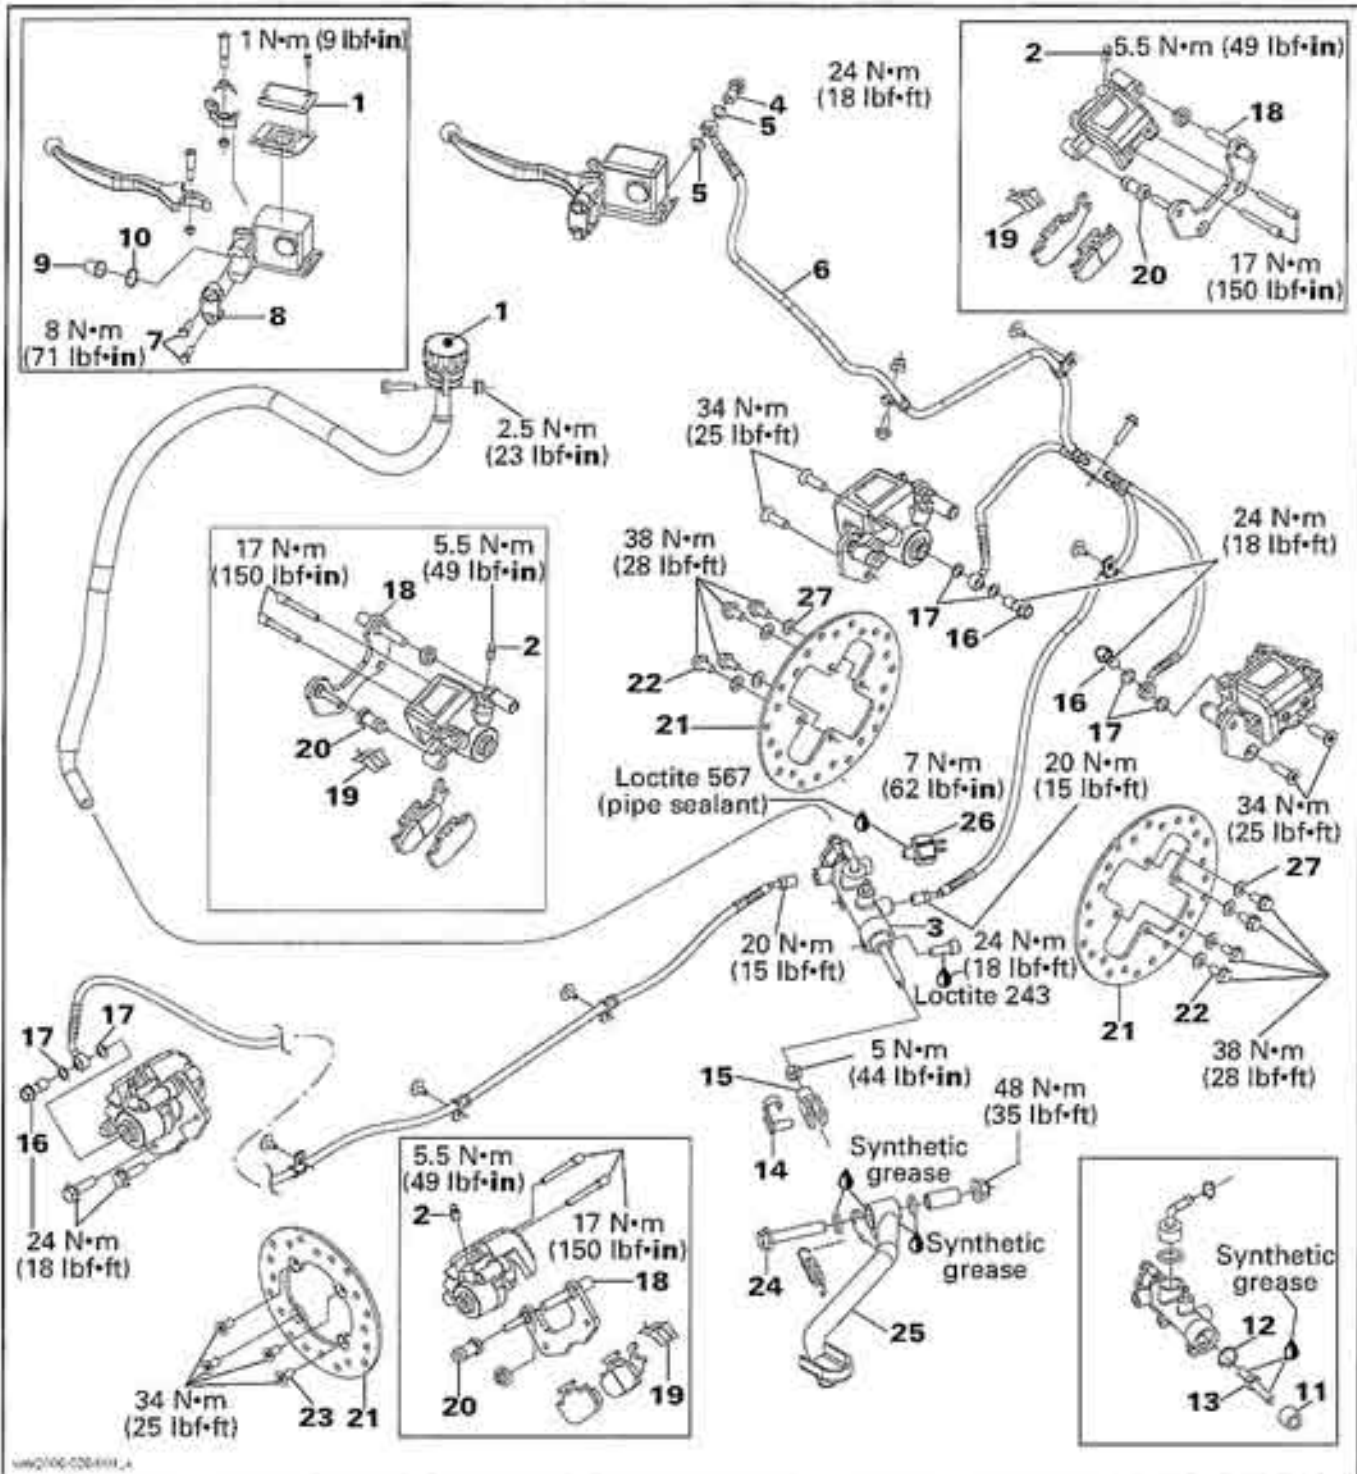 1 N•m (9 lbf•in)
1
10
9
8
7
8 N•m
(71 lbf•in)
24 N•m
(18 lbf•ft)
4
5
5
6
2
5.5 N•m (49 lbf•in)
18
19
20
17 N•m
(150 lbf•in)
1
2.5 N•m
(23 lbf•in)
34 N•m
(25 lbf•ft)
38 N•m
(28 lbf•ft)
27
17
16
22
21
24 N•m
(18 lbf•ft)
16
17
34 N•m
(25 lbf•ft)
17 N•m
(150 lbf•in)
5.5 N•m
(49 lbf•in)
18
2
20
19
Loctite 567
(pipe sealant)
7 N•m
(62 lbf•in)
26
20 N•m
(15 lbf•ft)
27
3
20 N•m
(15 lbf•ft)
24 N•m
(18 lbf•ft)
Loctite 243
21
22
38 N•m
(28 lbf•ft)
17
17
16
24 N•m
(18 lbf•ft)
5 N•m
(44 lbf•in)
15
14
48 N•m
(35 lbf•ft)
Synthetic
grease
Synthetic
grease
24
25
5.5 N•m
(49 lbf•in)
2
17 N•m
(150 lbf•in)
18
20
19
34 N•m
(25 lbf•ft)
23
21
Synthetic
grease
12
13
11